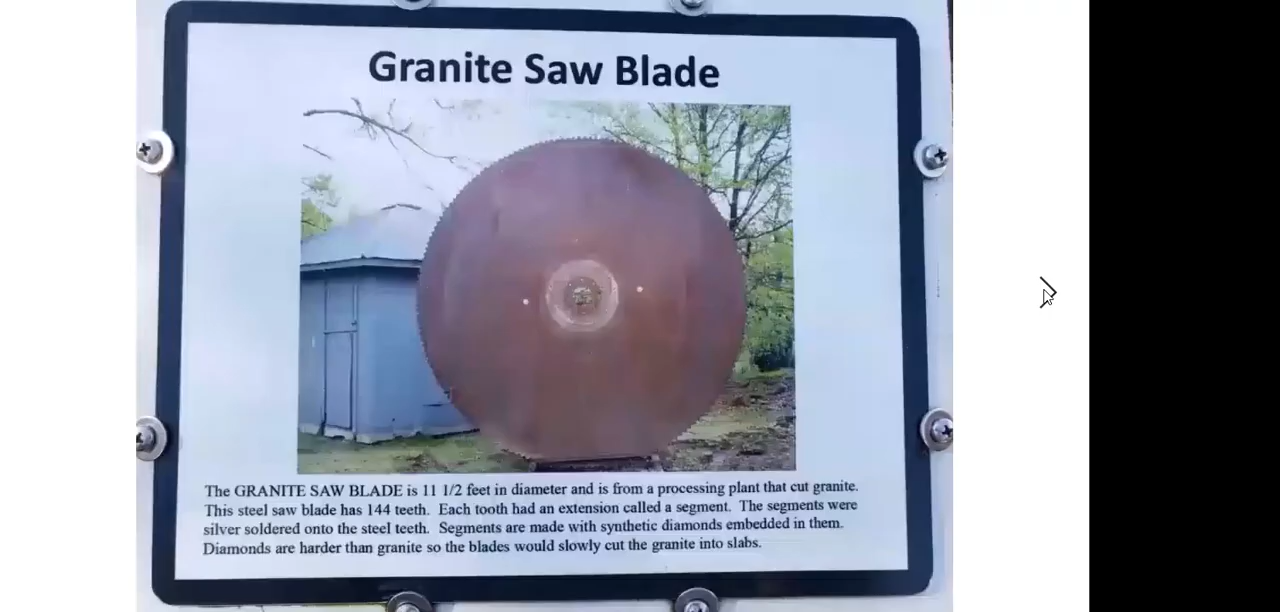 Granite Saw Blade
The GRANITE SAW BLADE is 11 1/2 feet in diameter and is from a processing plant that cut granite.
This steel saw blade has 144 teeth.  Each tooth had an extension called a segment.  The segments were
silver soldered onto the steel teeth.  Segments are made with synthetic diamonds embedded in them.
Diamonds are harder than granite so the blades would slowly cut the granite into slabs.